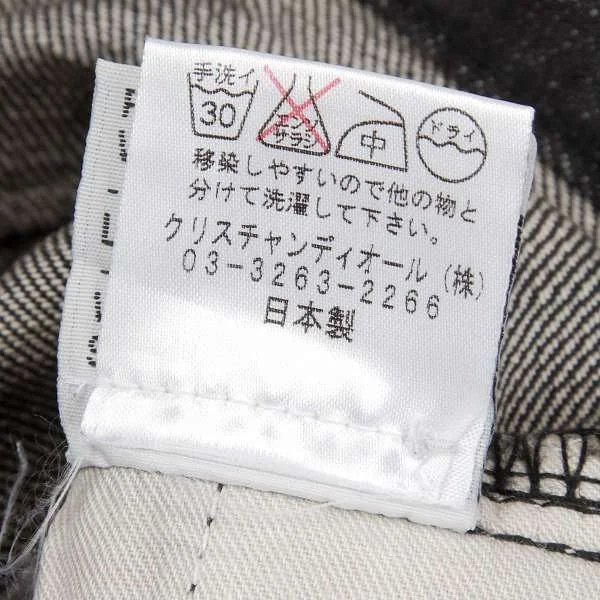 手洗イ
30
エンソ
サラシ
中
ドライ
移染しやすいので他の物と
分けて洗濯して下さい。
クリスチャンディオール(株)
03-3263-2266
日本製